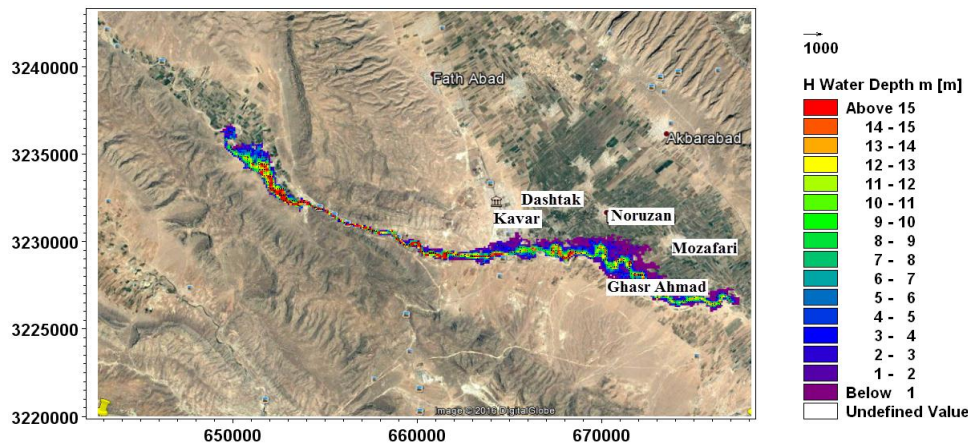 3240000
3235000
3230000
3225000
3220000
650000
660000
670000
Fath Abad
Akbarabad
Dashtak
Kavar
Noruzan
Mozafari
Ghasr Ahmad
Image © 2016 DigitalGlobe
1000
H Water Depth m [m]
Above 15
14 - 15
13 - 14
12 - 13
11 - 12
10 - 11
9 - 10
8 - 9
7 - 8
6 - 7
5 - 6
4 - 5
3 - 4
2 - 3
1 - 2
Below 1
Undefined Value